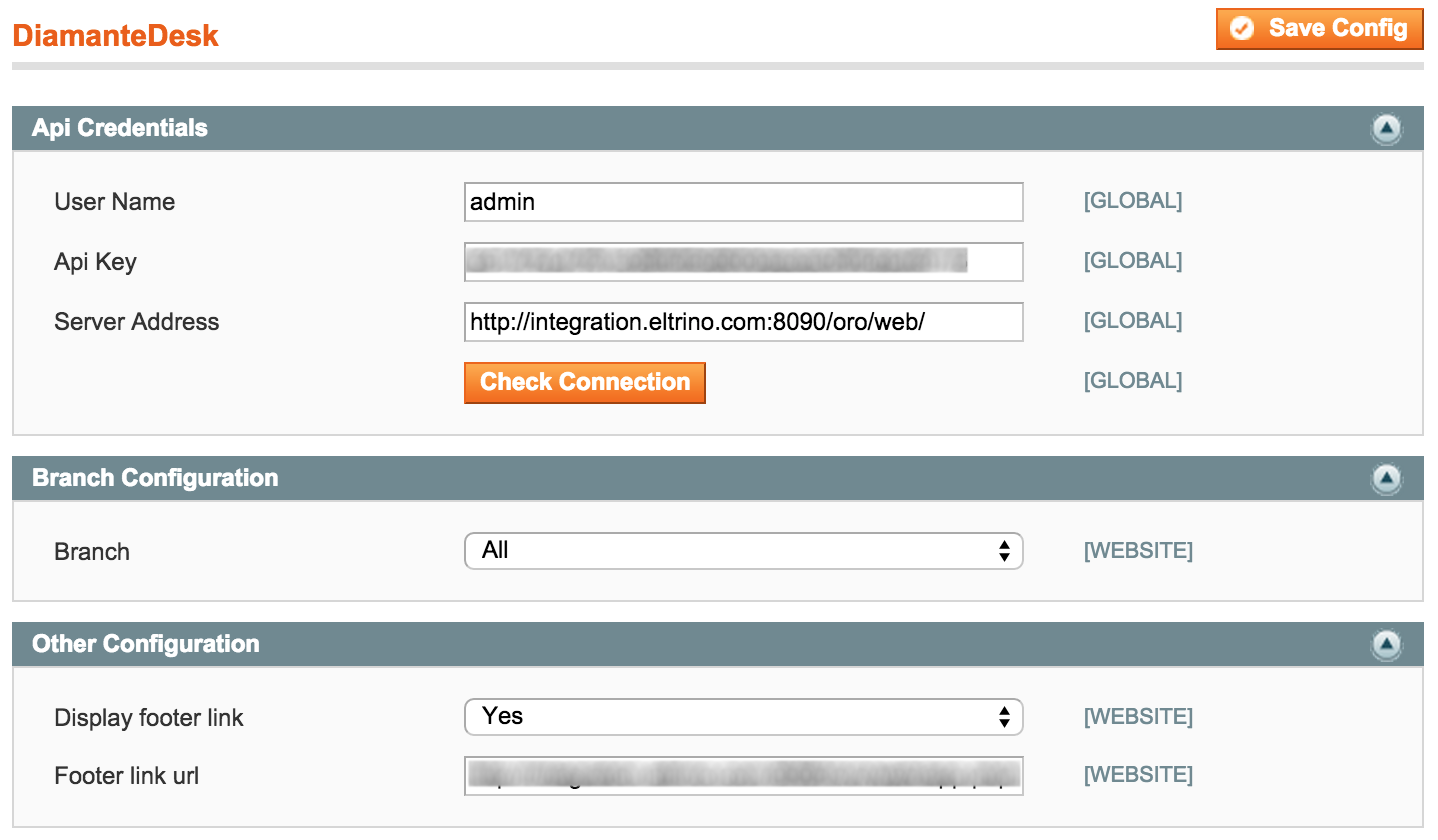 DiamanteDesk
Save Config
Api Credentials
User Name admin [GLOBAL]
Api Key [GLOBAL]
Server Address http://integration.eltrino.com:8090/oro/web/ [GLOBAL]
Check Connection [GLOBAL]
Branch Configuration
Branch All [WEBSITE]
Other Configuration
Display footer link Yes [WEBSITE]
Footer link url [WEBSITE]